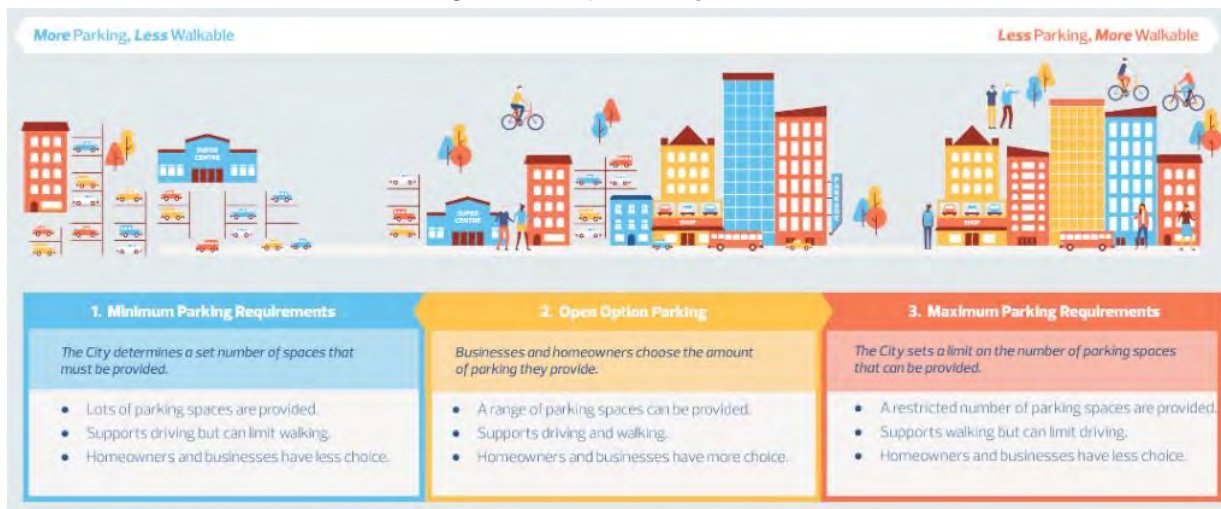 More Parking, Less Walkable
Less Parking, More Walkable
SUPER
CENTRE
SUPER
CENTRE
SHOP
SHOP
1. Minimum Parking Requirements
The City determines a set number of spaces that
must be provided.
• Lots of parking spaces are provided.
• Supports driving but can limit walking.
• Homeowners and businesses have less choice.
2. Open Option Parking
Businesses and homeowners choose the amount
of parking they provide.
• A range of parking spaces can be provided.
• Supports driving and walking.
• Homeowners and businesses have more choice.
3. Maximum Parking Requirements
The City sets a limit on the number of parking spaces
that can be provided.
• A restricted number of parking spaces are provided.
• Supports walking but can limit driving.
• Homeowners and businesses have less choice.